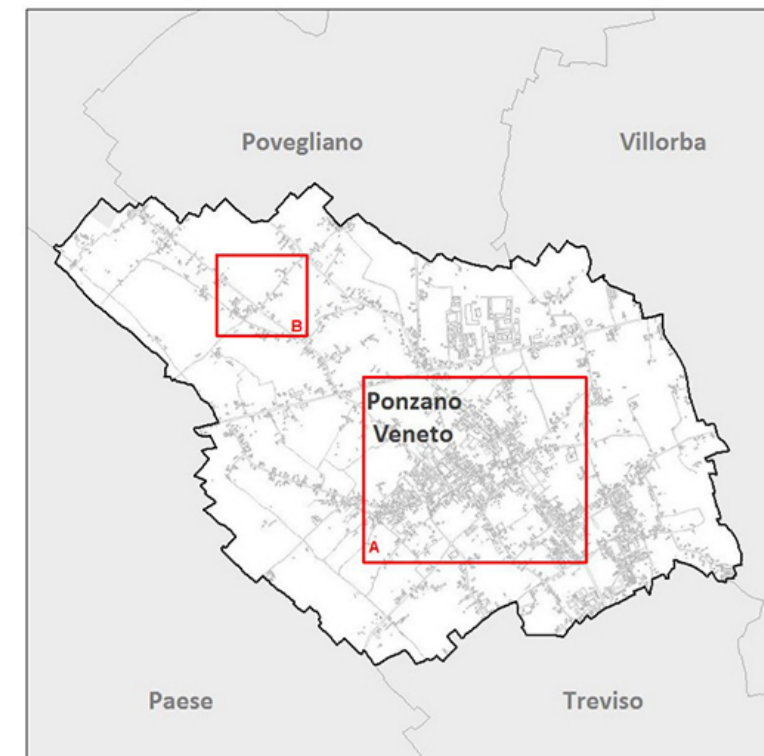 Povegliano
Villorba
B
Ponzano
Veneto
A
Paese
Treviso